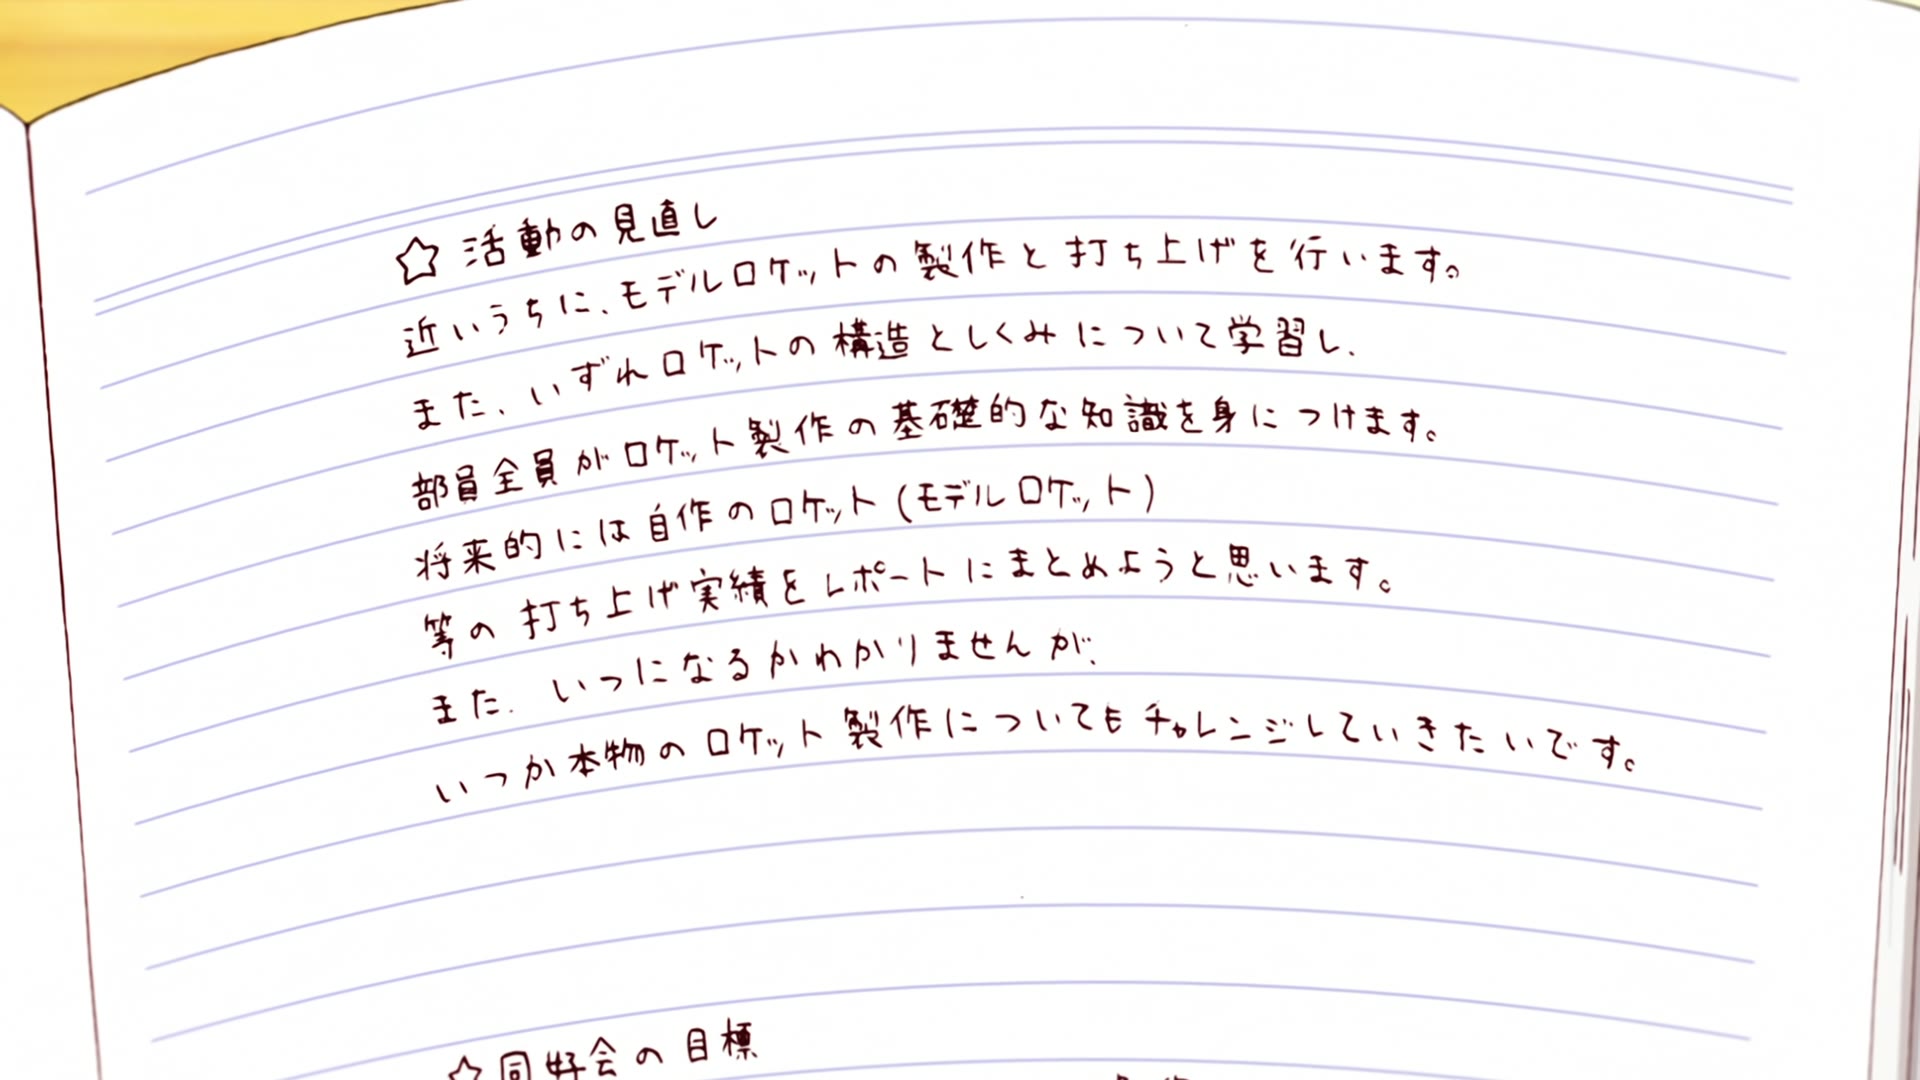 ☆ 活動の見直し
近いうちに、モデルロケットの製作と打ち上げを行います。
また、いずれロケットの構造としくみについて学習し、
部員全員がロケット製作の基礎的な知識を身につけます。
将来的には自作のロケット(モデルロケット)
等の打ち上げ実績をレポートにまとめようと思います。
また、いつになるかわかりませんが、
いつか本物のロケット製作についてもチャレンジしていきたいです。
☆ 同好会の目標